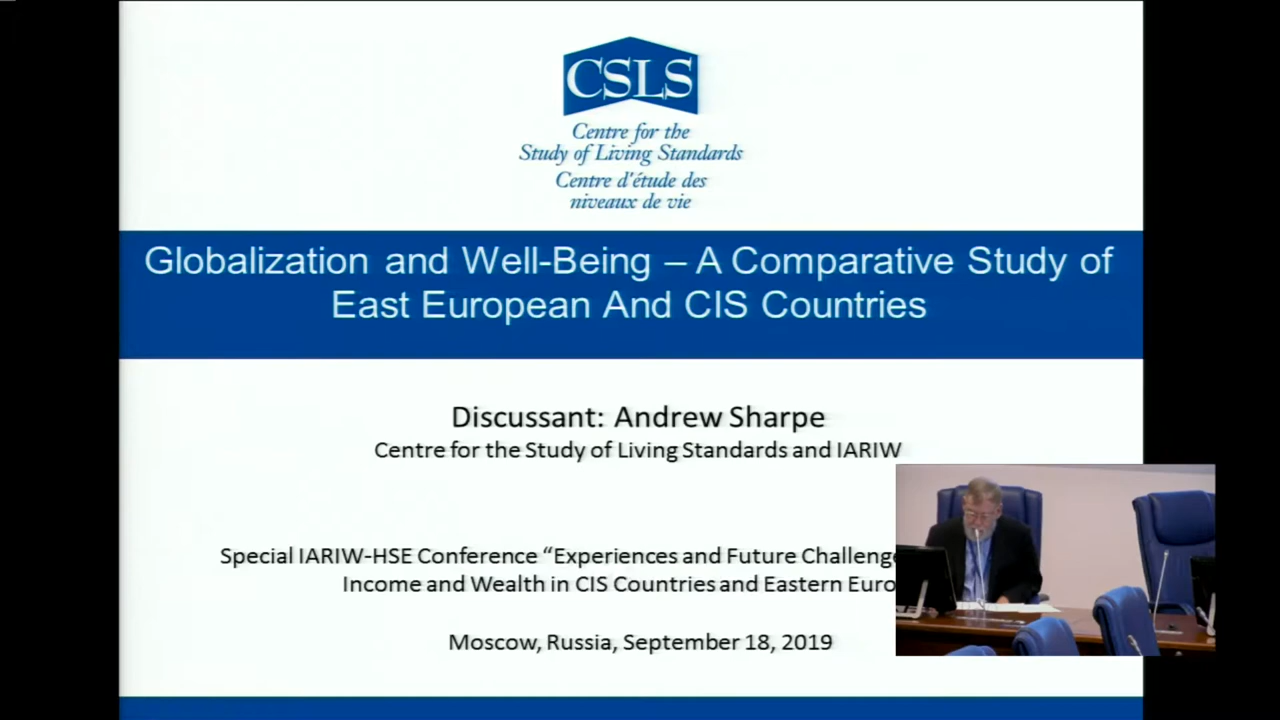 CSLS
Centre for the
Study of Living Standards
Centre d'étude des
niveaux de vie
Globalization and Well-Being – A Comparative Study of
East European And CIS Countries
Discussant: Andrew Sharpe
Centre for the Study of Living Standards and IARIW
Special IARIW-HSE Conference “Experiences and Future
Income and Wealth in CIS Countries and Eastern
Moscow, Russia, September 18, 2019